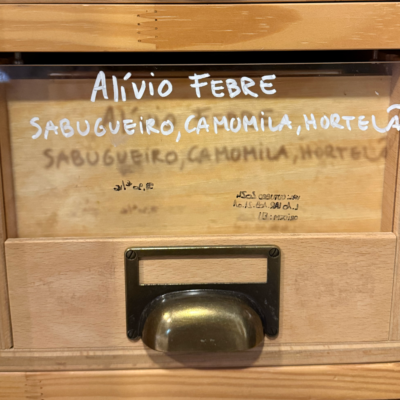 Alívio FEBRE
SABUGUEIRO, CAMOMILA, HORTELÃ